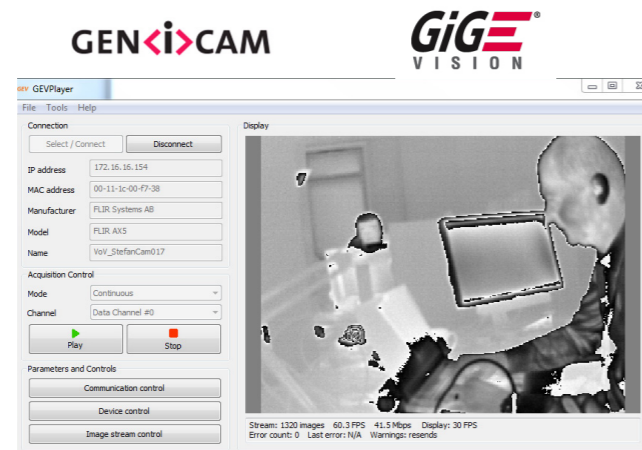 GEN<i>CAM
GiGE®
VISION
GEV GEVPlayer
File Tools Help
Connection
Select / Connect
Disconnect
IP address
172.16.16.154
MAC address
00-11-1c-00-f7-38
Manufacturer
FLIR Systems AB
Model
FLIR AX5
Name
VoV_StefanCam017
Acquisition Control
Mode
Continuous
Channel
Data Channel #0
Play
Stop
Parameters and Controls
Communication control
Device control
Image stream control
Display
Stream: 1320 images 60.3 FPS 41.5 Mbps Display: 30 FPS
Error count: 0 Last error: N/A Warnings: resends